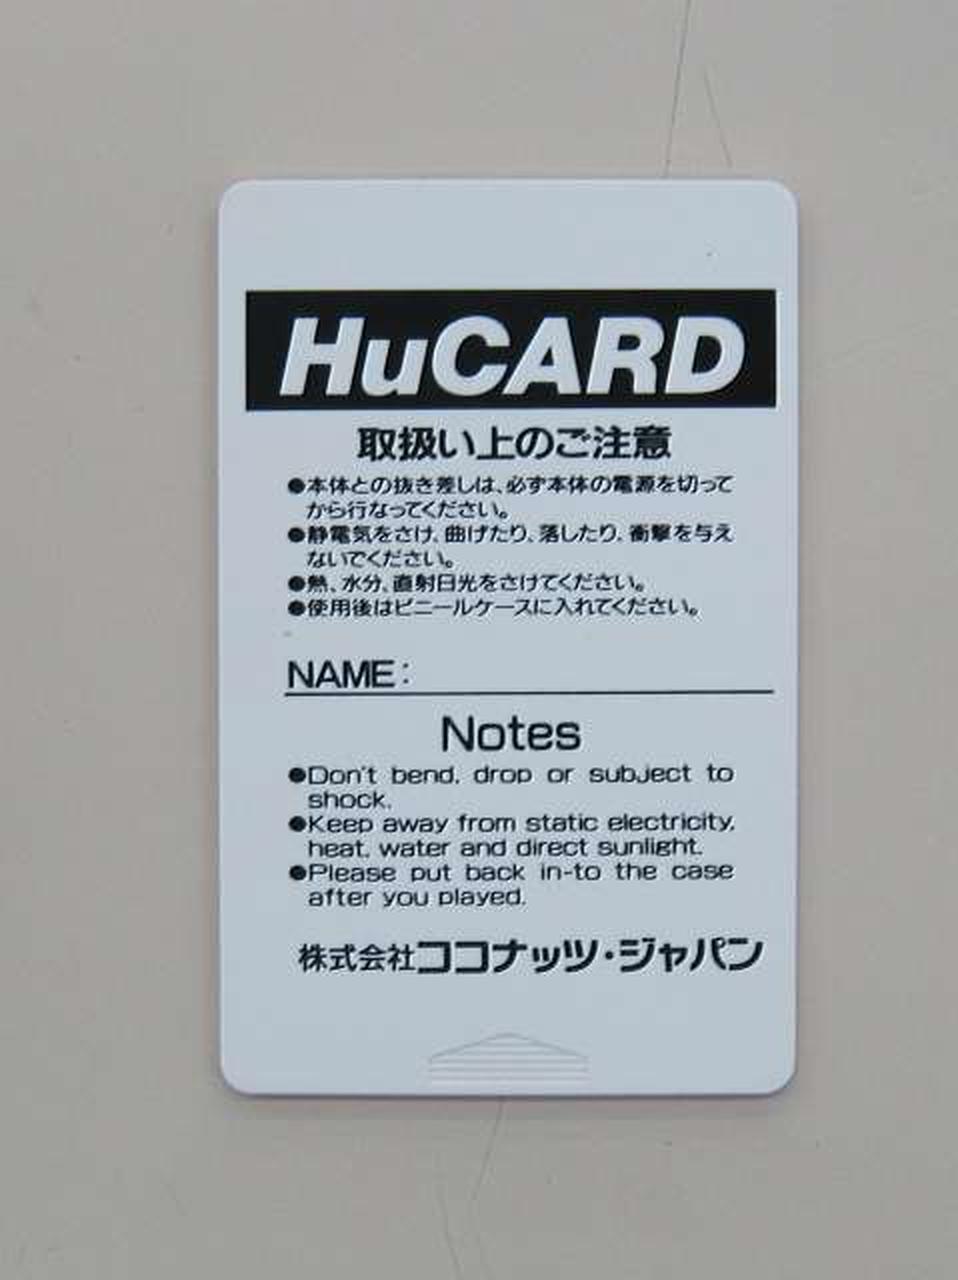 HuCARD
取扱い上のご注意
●本体との抜き差しは、必ず本体の電源を切って
から行なってください。
●静電気をさけ、曲げたり、落したり、衝撃を与え
ないでください。
●熱、水分、直射日光をさけてください。
●使用後はビニールケースに入れてください。
NAME:
Notes
●Don't bend, drop or subject to
shock.
●Keep away from static electricity,
heat, water and direct sunlight.
●Please put back in-to the case
after you played.
株式会社ココナッツ・ジャパン